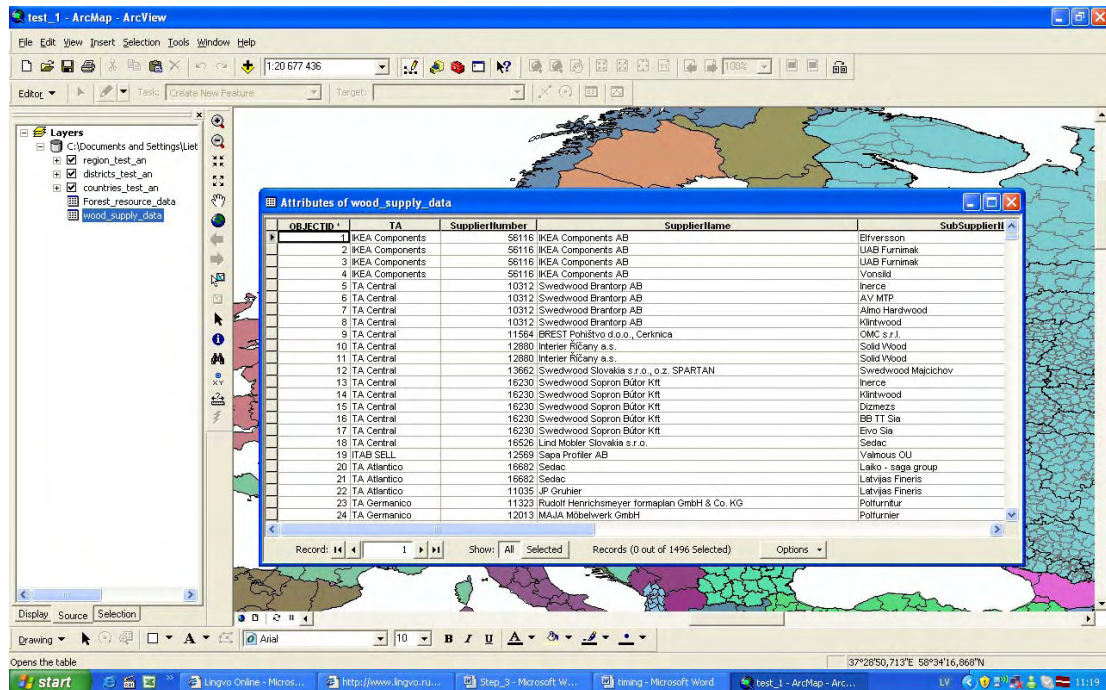 test_1 - ArcMap - ArcView
File Edit View Insert Selection Tools Window Help
1:20 677 436
100%
Editor Task: Create New Feature Target:
Layers
C:\Documents and Settings\Liet
region_test_an
districts_test_an
countries_test_an
Forest_resource_data
wood_supply_data
Attributes of wood_supply_data
OBJECTID * TA SupplierNumber SupplierName SubSupplierN
1 IKEA Components 56116 IKEA Components AB Elfversson
2 IKEA Components 56116 IKEA Components AB UAB Furnimak
3 IKEA Components 56116 IKEA Components AB UAB Furnimak
4 IKEA Components 56116 IKEA Components AB Vonsild
5 TA Central 10312 Swedwood Brantorp AB Inerce
6 TA Central 10312 Swedwood Brantorp AB AV MTP
7 TA Central 10312 Swedwood Brantorp AB Almo Hardwood
8 TA Central 10312 Swedwood Brantorp AB Klintwood
9 TA Central 11564 BREST Pohištvo d.o.o., Cerknica OMC s.r.l.
10 TA Central 12880 Interier Říčany a.s. Solid Wood
11 TA Central 12880 Interier Říčany a.s. Solid Wood
12 TA Central 13662 Swedwood Slovakia s.r.o., o.z. SPARTAN Swedwood Majcichov
13 TA Central 16230 Swedwood Sopron Bútor Kft Inerce
14 TA Central 16230 Swedwood Sopron Bútor Kft Klintwood
15 TA Central 16230 Swedwood Sopron Bútor Kft Dizmezs
16 TA Central 16230 Swedwood Sopron Bútor Kft BB TT Sia
17 TA Central 16230 Swedwood Sopron Bútor Kft Eivo Sia
18 TA Central 16526 Lind Mobler Slovakia s.r.o. Sedac
19 ITAB SELL 12569 Sapa Profiler AB Valmous OU
20 TA Atlantico 16682 Sedac Laiko - saga group
21 TA Atlantico 16682 Sedac Latvijas Fineris
22 TA Atlantico 11035 JP Gruhier Latvijas Fineris
23 TA Germanico 11323 Rudolf Henrichsmeyer formaplan GmbH & Co. KG Polfurnitur
24 TA Germanico 12013 MAJA Möbelwerk GmbH Polfurnier
Record: 1 Show: All Selected Records (0 out of 1496 Selected) Options
Display Source Selection
Drawing A Arial 10 B I U A
Opens the table 37°28'50,713"E 58°34'16,868"N
start Lingvo Online - Micros... http://www.lingvo.ru... Step_3 - Microsoft W... timing - Microsoft Word test_1 - ArcMap - Arc... LV 11:19